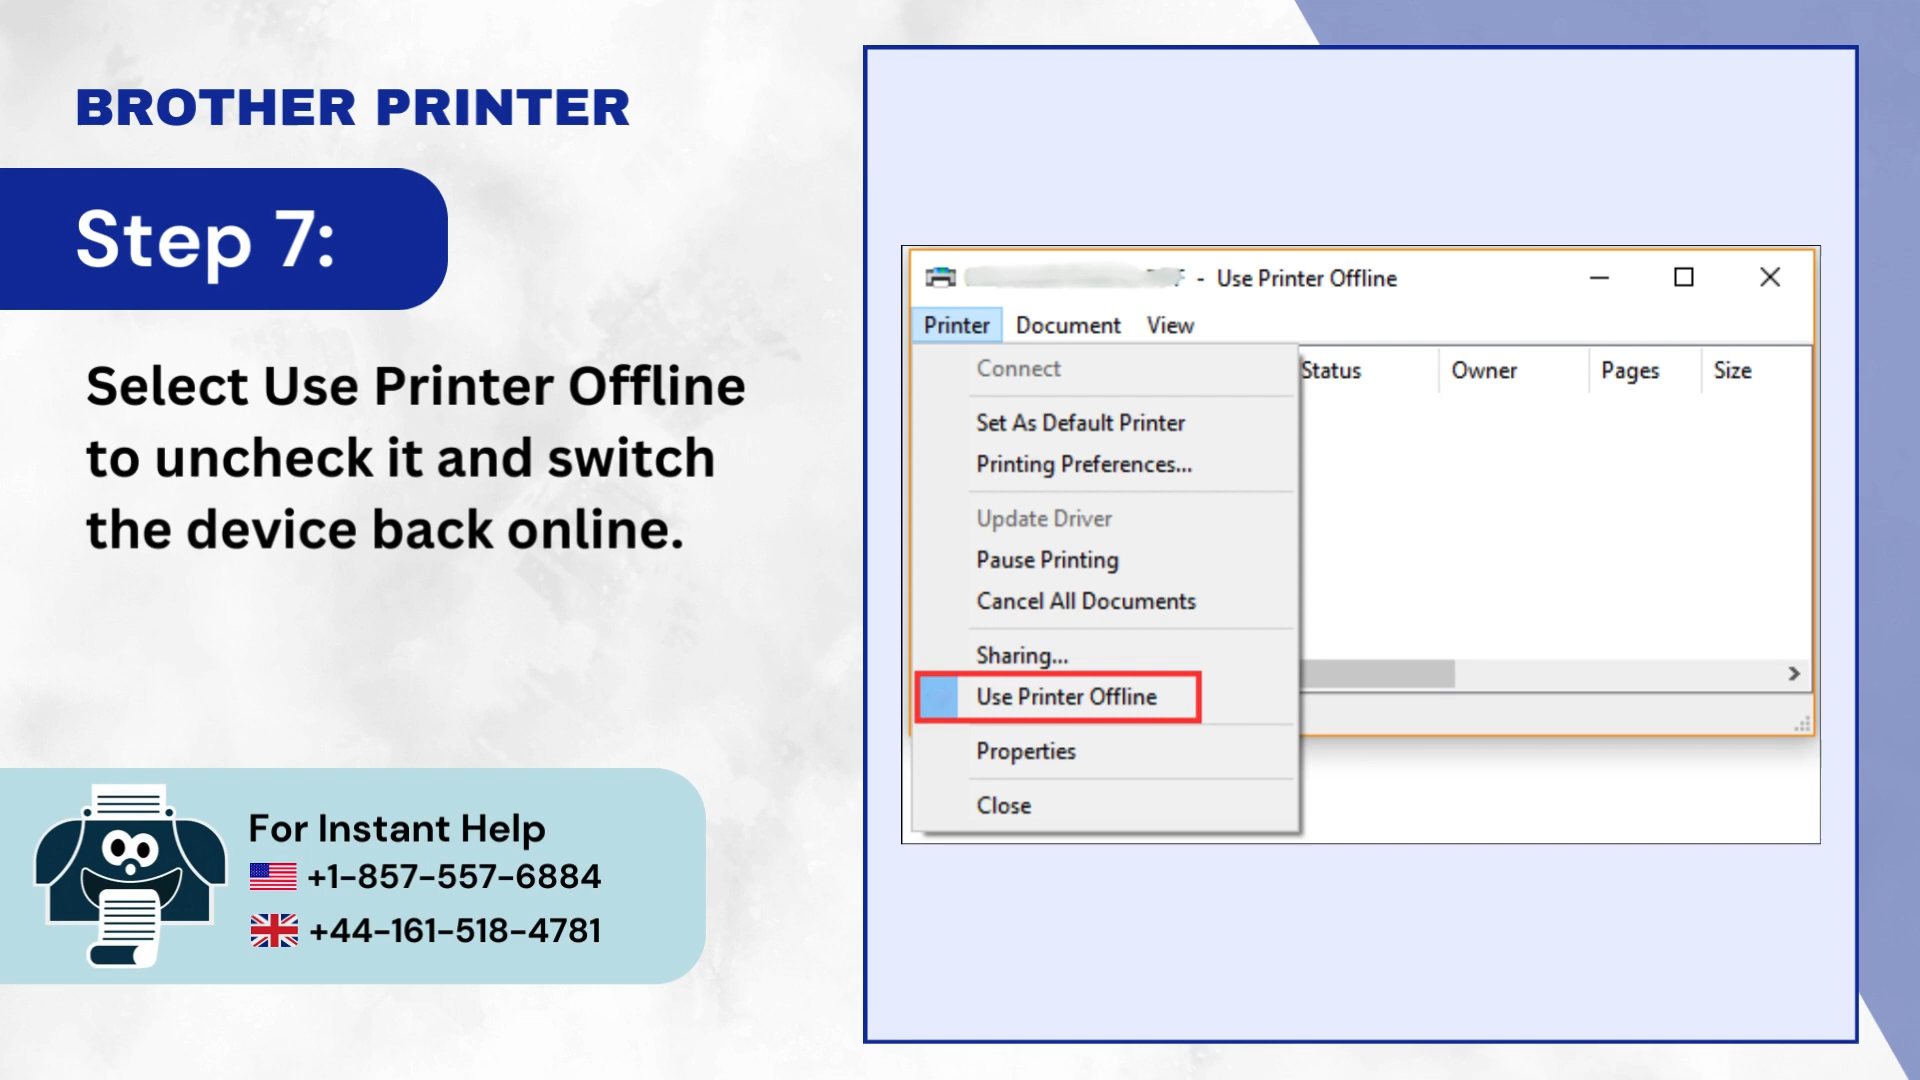 BROTHER PRINTER
Step 7:
Select Use Printer Offline
to uncheck it and switch
the device back online.
For Instant Help
+1-857-557-6884
+44-161-518-4781
- Use Printer Offline
Printer Document View
Connect
Status Owner Pages Size
Set As Default Printer
Printing Preferences...
Update Driver
Pause Printing
Cancel All Documents
Sharing...
Use Printer Offline
Properties
Close